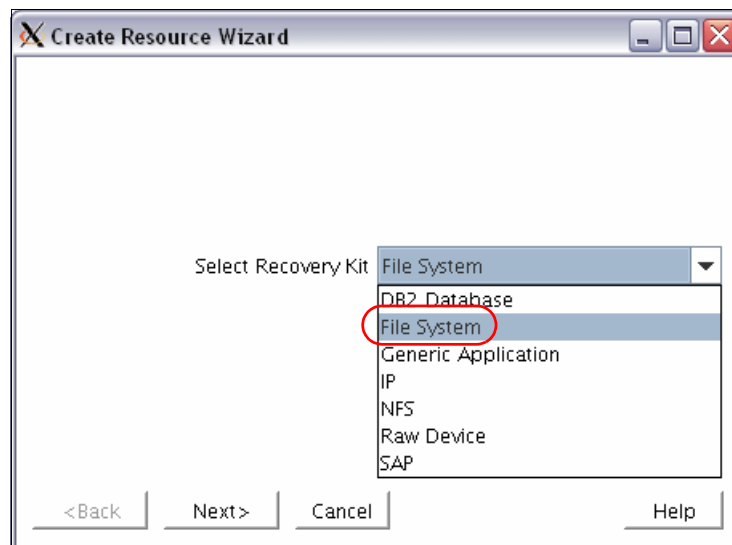 Create Resource Wizard
Select Recovery Kit File System
DB2 Database
File System
Generic Application
IP
NFS
Raw Device
SAP
<Back Next> Cancel Help